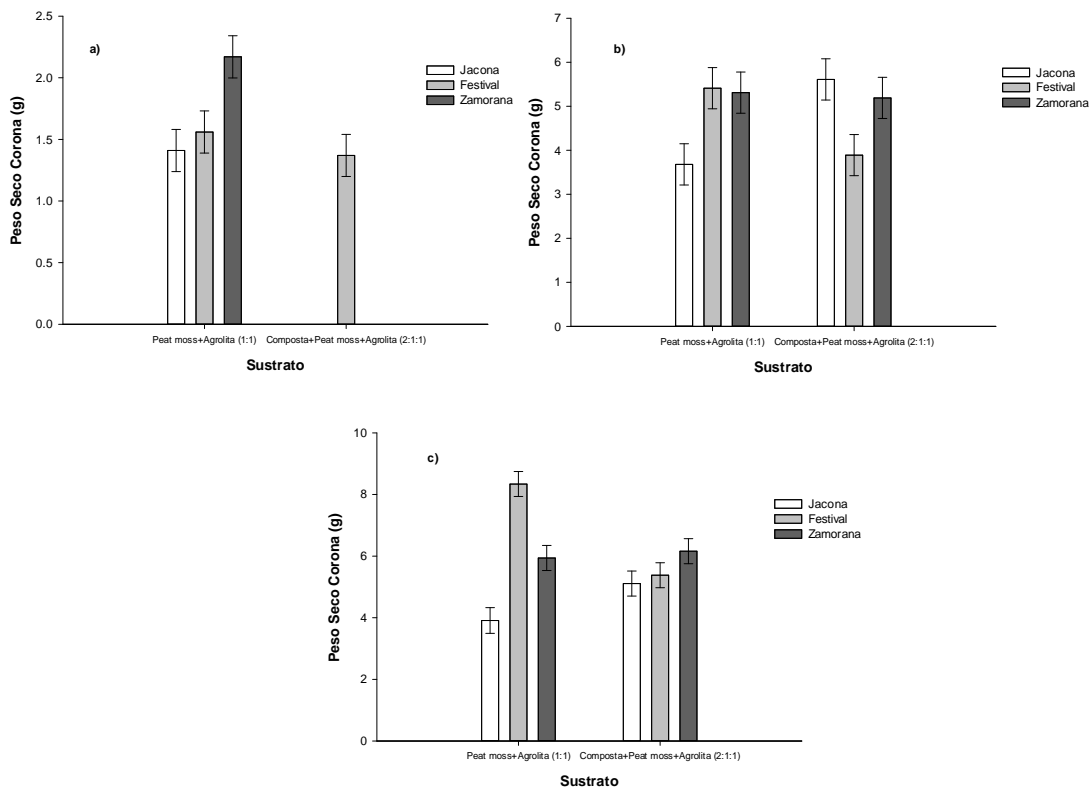 a)
Peso Seco Corona (g)
2.5
2.0
1.5
1.0
0.5
0.0
Jacona
Festival
Zamorana
Peat moss+Agrolita (1:1)
Composta+Peat moss+Agrolita (2:1:1)
Sustrato
b)
Peso Seco Corona (g)
7
6
5
4
3
2
1
0
Jacona
Festival
Zamorana
Peat moss+Agrolita (1:1)
Composta+Peat moss+Agrolita (2:1:1)
Sustrato
c)
Peso Seco Corona (g)
10
8
6
4
2
0
Jacona
Festival
Zamorana
Peat moss+Agrolita (1:1)
Composta+Peat moss+Agrolita (2:1:1)
Sustrato